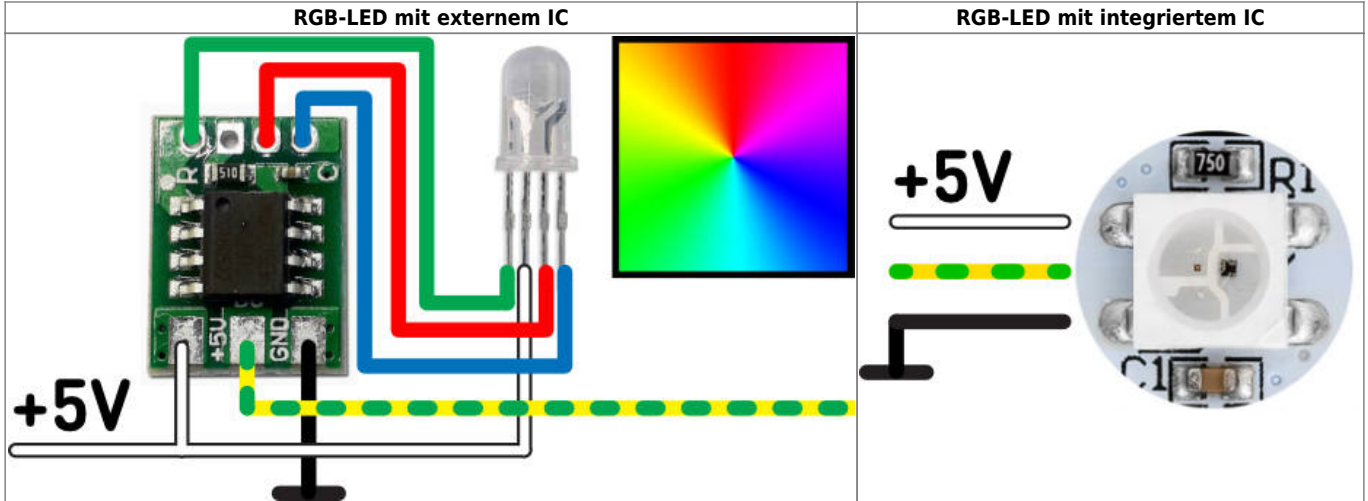 RGB-LED mit externem IC
RGB-LED mit integriertem IC
R
510
C
+5V
GND
+5V
750
R1
+5V
C1